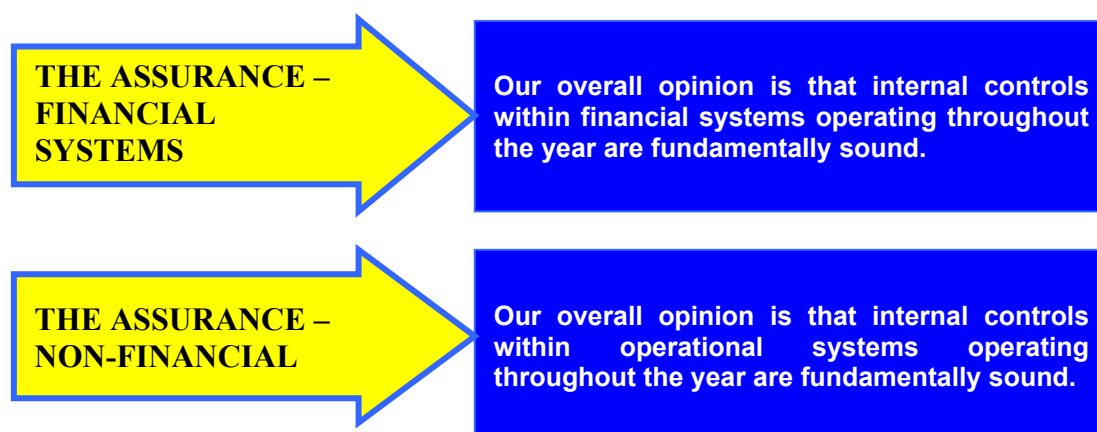 THE ASSURANCE –
FINANCIAL
SYSTEMS
Our overall opinion is that internal controls
within financial systems operating throughout
the year are fundamentally sound.
THE ASSURANCE –
NON-FINANCIAL
Our overall opinion is that internal controls
within operational systems operating
throughout the year are fundamentally sound.